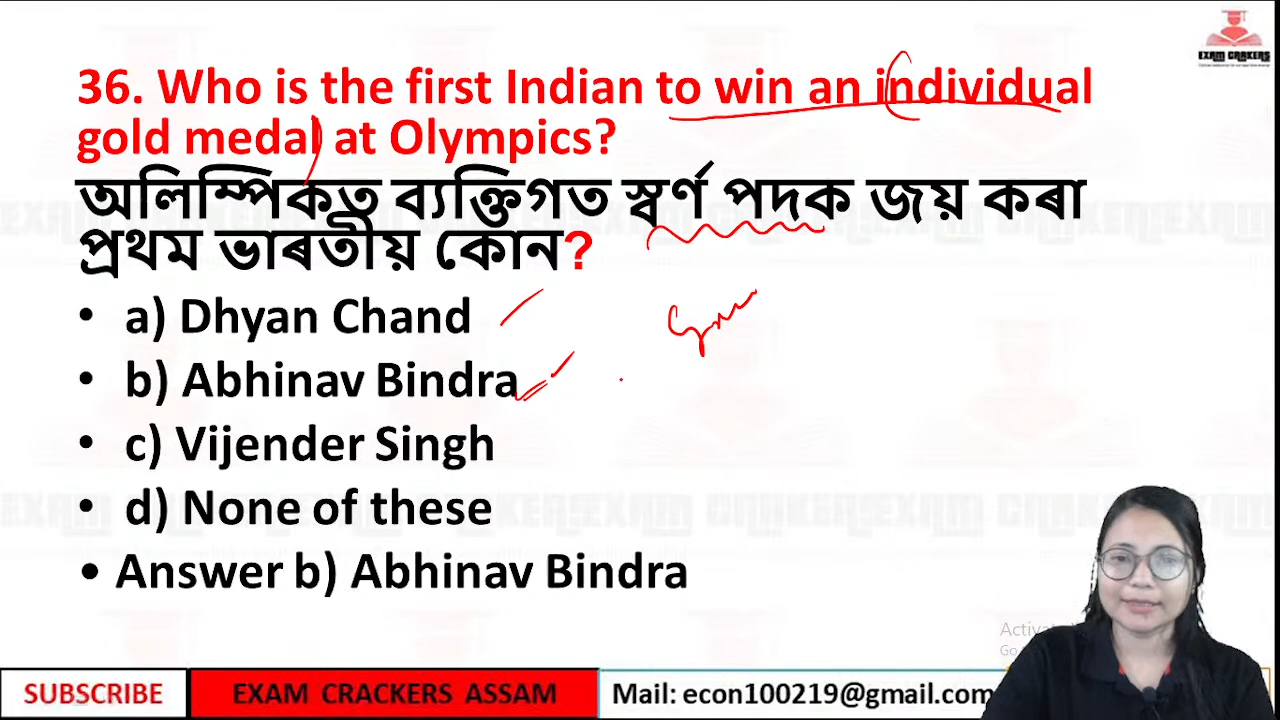 36. Who is the first Indian to win an individual
gold medal at Olympics?
অলিম্পিকত ব্যক্তিগত স্বৰ্ণ পদক জয় কৰা
প্ৰথম ভাৰতীয় কোন?
• a) Dhyan Chand
• b) Abhinav Bindra
• c) Vijender Singh
• d) None of these
• Answer b) Abhinav Bindra
EXAM CRAKERS
SUBSCRIBE EXAM CRACKERS ASSAM Mail: econ100219@gmail.com